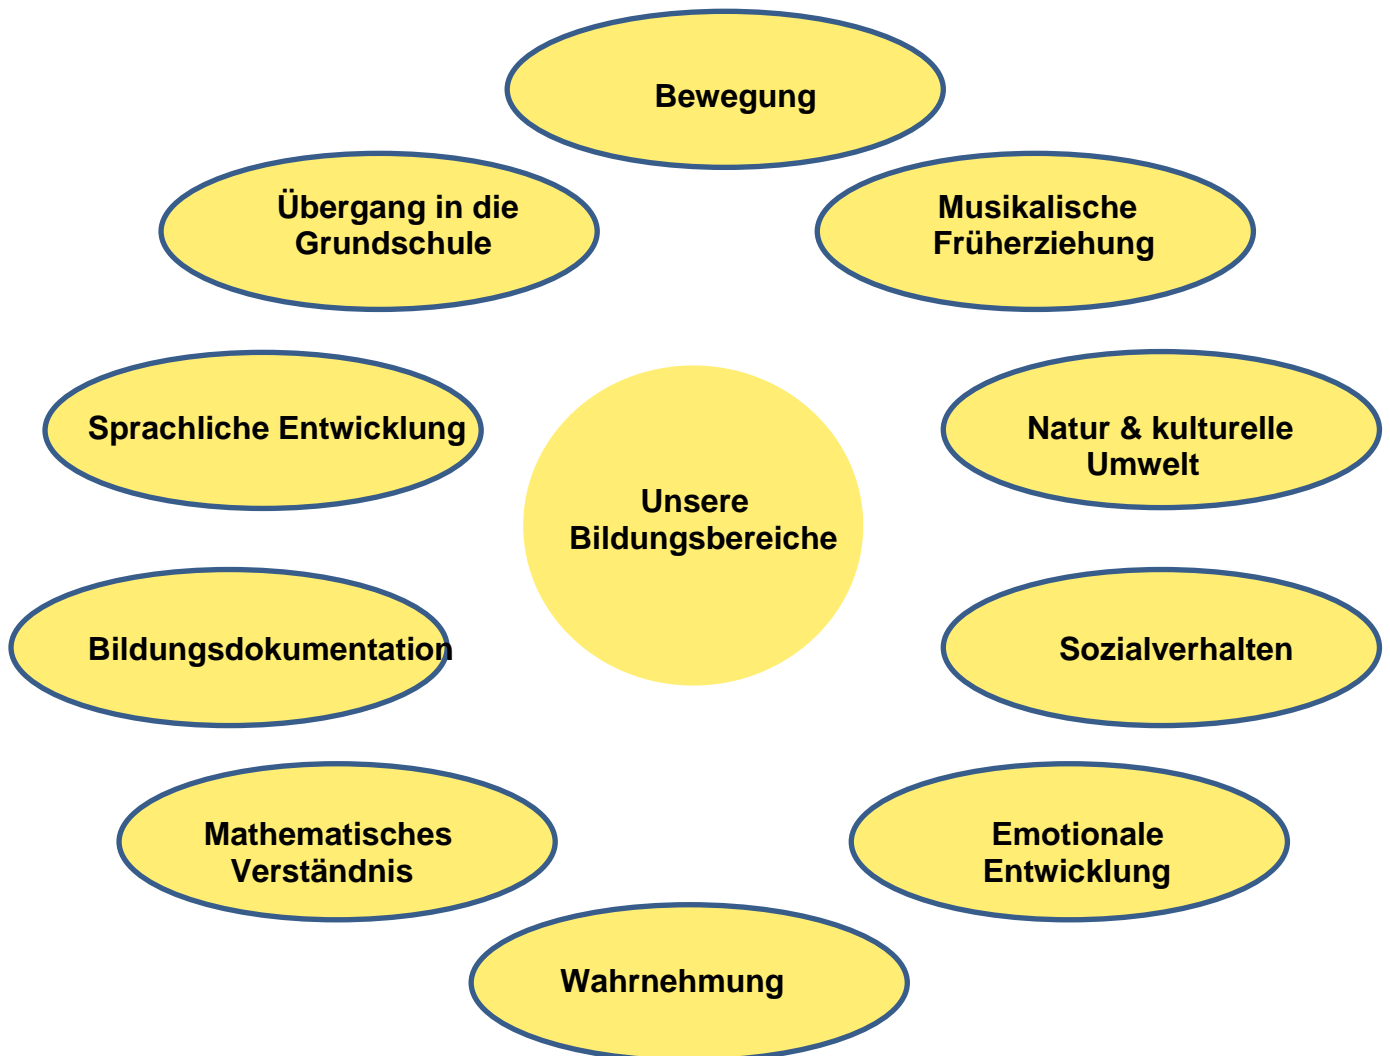 Bewegung
Übergang in die
Grundschule
Musikalische
Früherziehung
Sprachliche Entwicklung
Natur & kulturelle
Umwelt
Unsere
Bildungsbereiche
Bildungsdokumentation
Sozialverhalten
Mathematisches
Verständnis
Emotionale
Entwicklung
Wahrnehmung